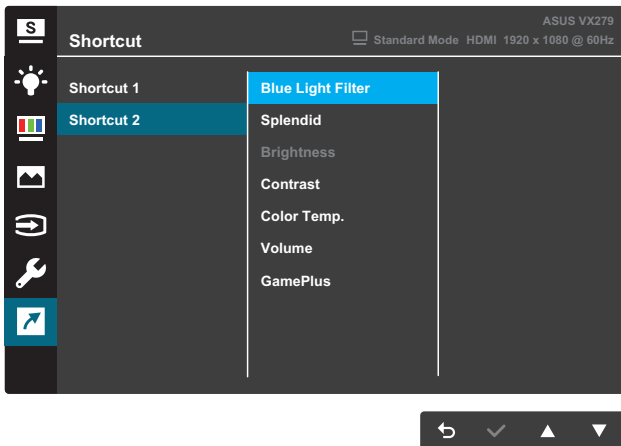 S
ASUS VX279
Shortcut
Standard Mode HDMI 1920 x 1080 @ 60Hz
Shortcut 1
Shortcut 2
Blue Light Filter
Splendid
Brightness
Contrast
Color Temp.
Volume
GamePlus